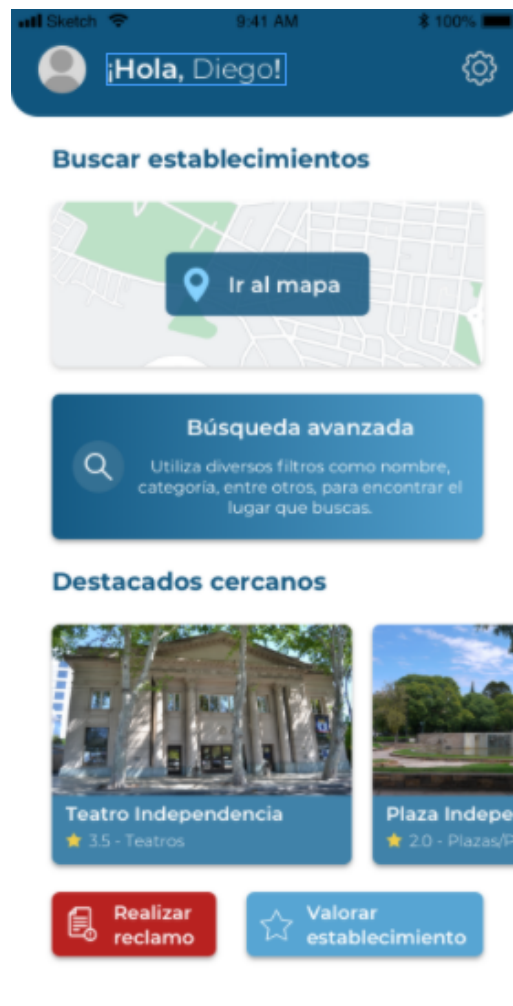 Sketch 9:41 AM 100%
¡Hola, Diego!
Buscar establecimientos
Ir al mapa
Búsqueda avanzada
Utiliza diversos filtros como nombre,
categoría, entre otros, para encontrar el
lugar que buscas.
Destacados cercanos
Teatro Independencia
3.5 - Teatros
Plaza Indepe
2.0 - Plazas/P
Realizar
reclamo
Valorar
establecimiento